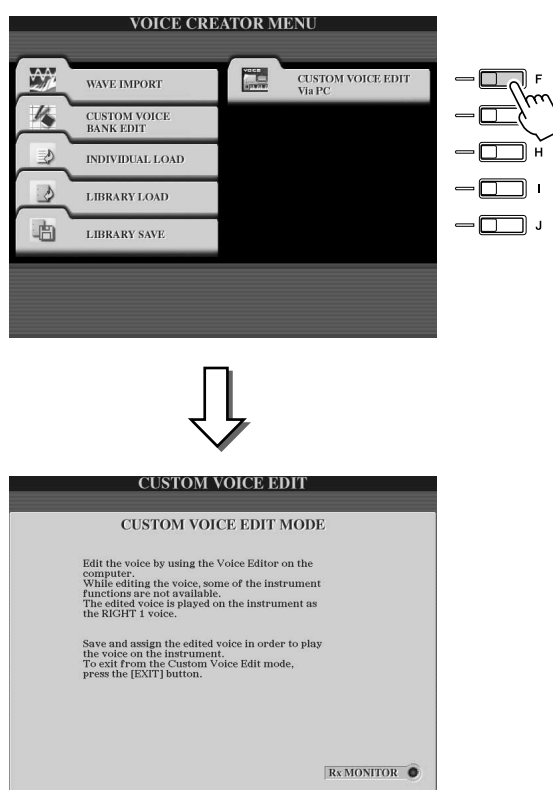 VOICE CREATOR MENU
WAVE IMPORT
CUSTOM VOICE
BANK EDIT
INDIVIDUAL LOAD
LIBRARY LOAD
LIBRARY SAVE
VOICE
CUSTOM VOICE EDIT
Via PC
F
H
I
J
CUSTOM VOICE EDIT
CUSTOM VOICE EDIT MODE
Edit the voice by using the Voice Editor on the
computer.
While editing the voice, some of the instrument
functions are not available.
The edited voice is played on the instrument as
the RIGHT 1 voice.
Save and assign the edited voice in order to play
the voice on the instrument.
To exit from the Custom Voice Edit mode,
press the [EXIT] button.
Rx MONITOR